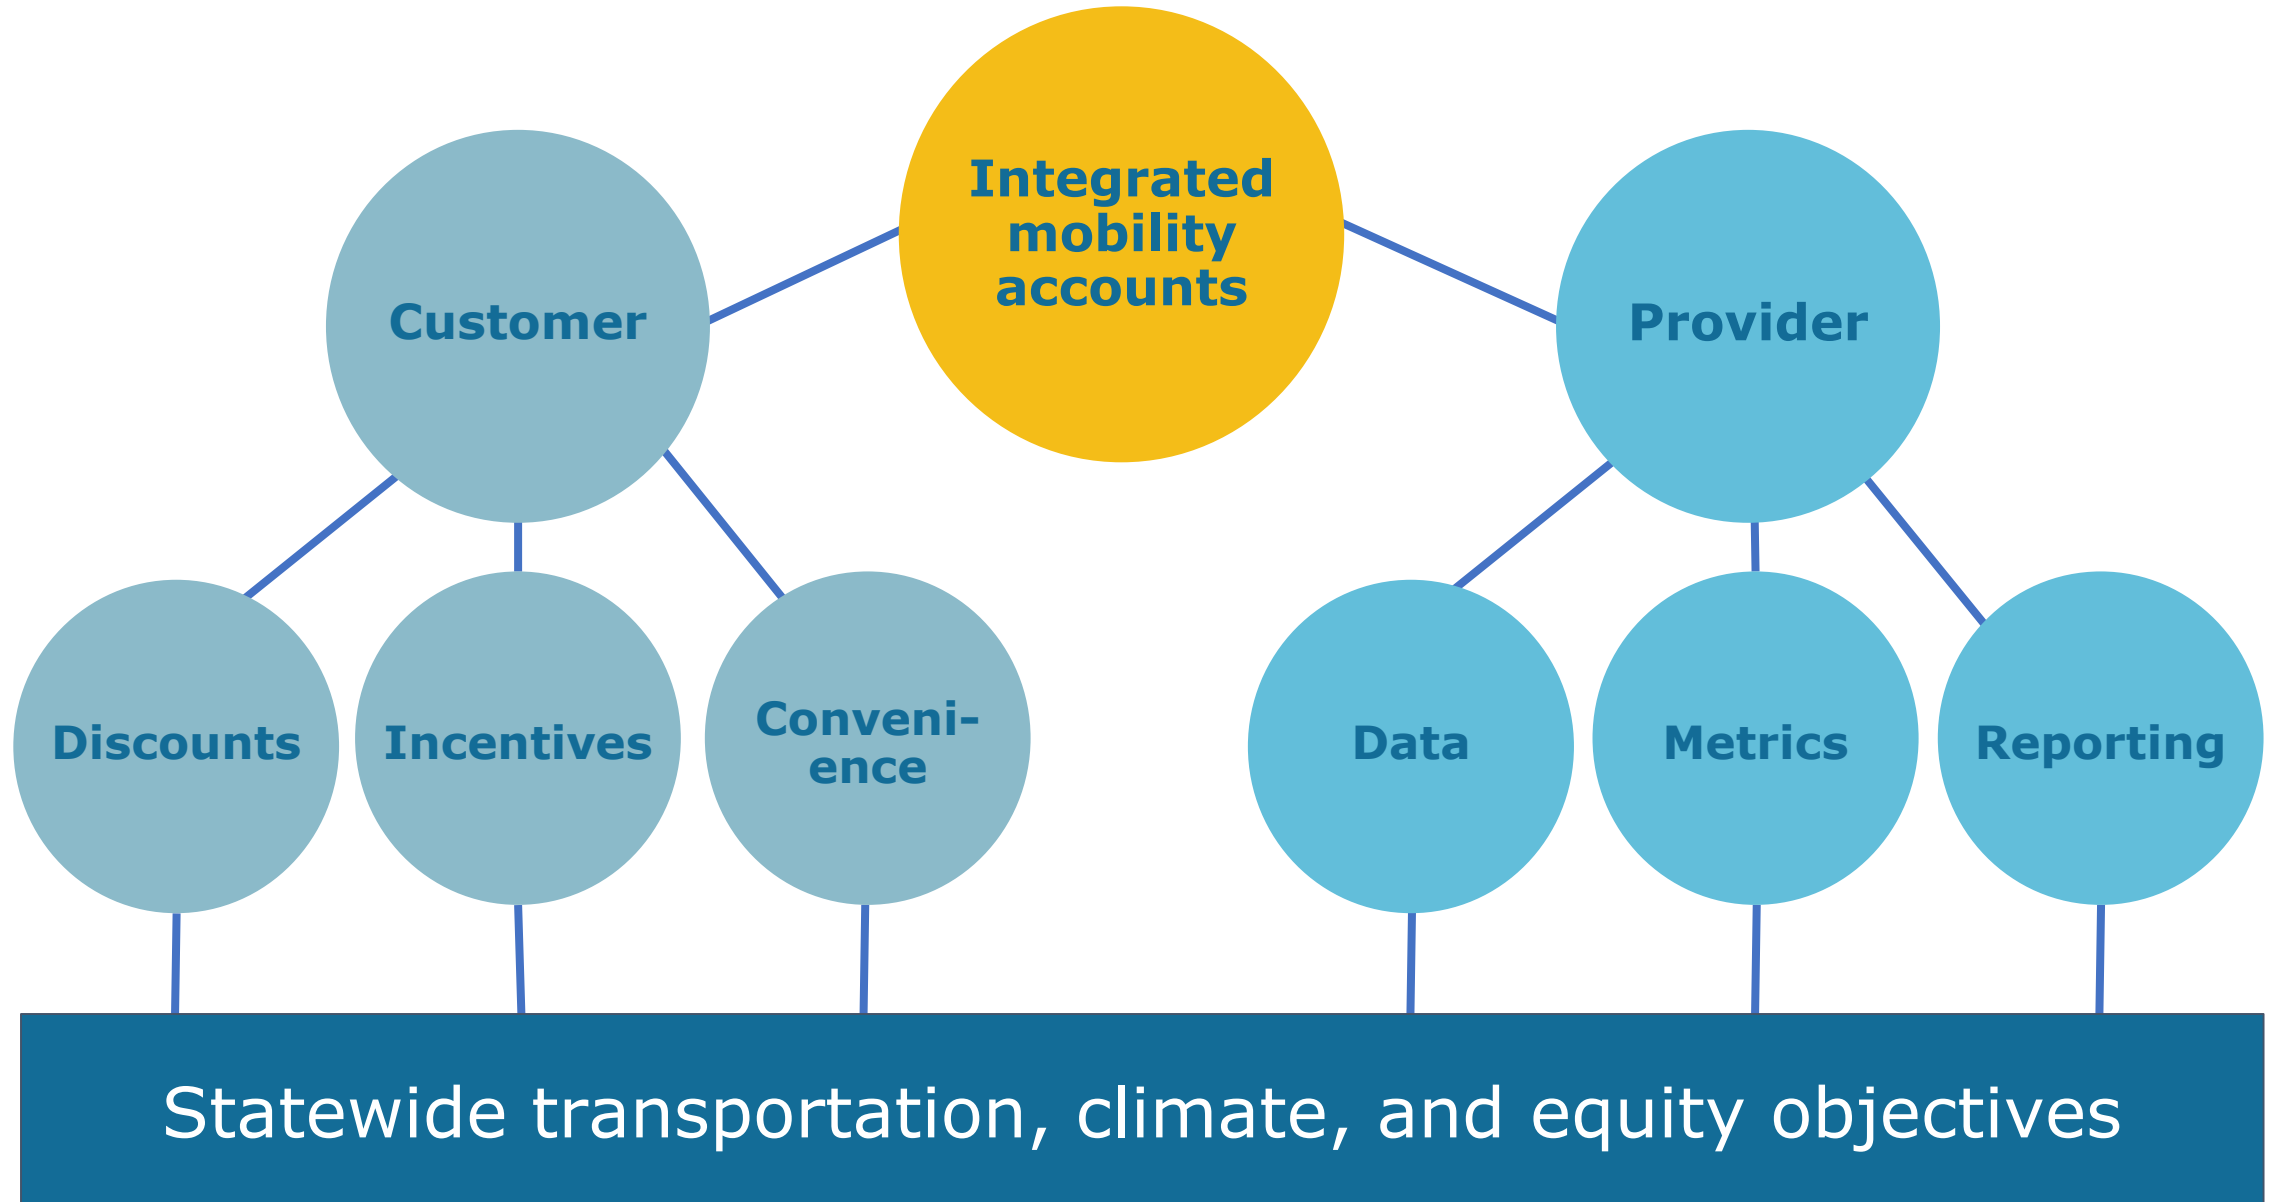 Integrated
mobility
accounts
Customer
Provider
Discounts
Incentives
Conveni-
ence
Data
Metrics
Reporting
Statewide transportation, climate, and equity objectives